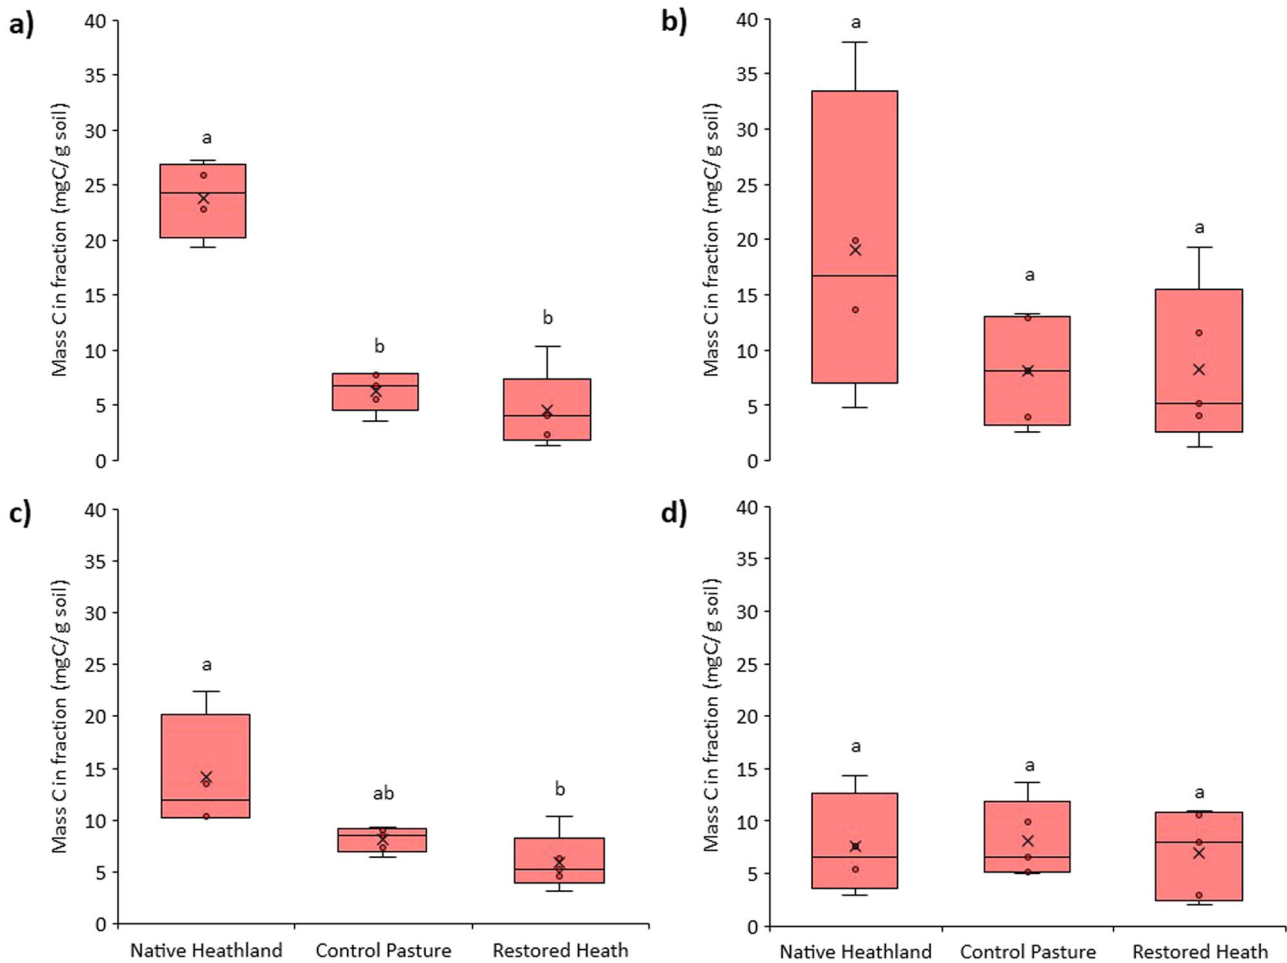 a)
Mass C in fraction (mgC/g soil)
40
35
30
25
20
15
10
5
0
a
b
b
b)
Mass C in fraction (mgC/g soil)
40
35
30
25
20
15
10
5
0
a
a
a
c)
Mass C in fraction (mgC/g soil)
40
35
30
25
20
15
10
5
0
a
ab
b
Native Heathland
Control Pasture
Restored Heath
d)
Mass C in fraction (mgC/g soil)
40
35
30
25
20
15
10
5
0
a
a
a
Native Heathland
Control Pasture
Restored Heath